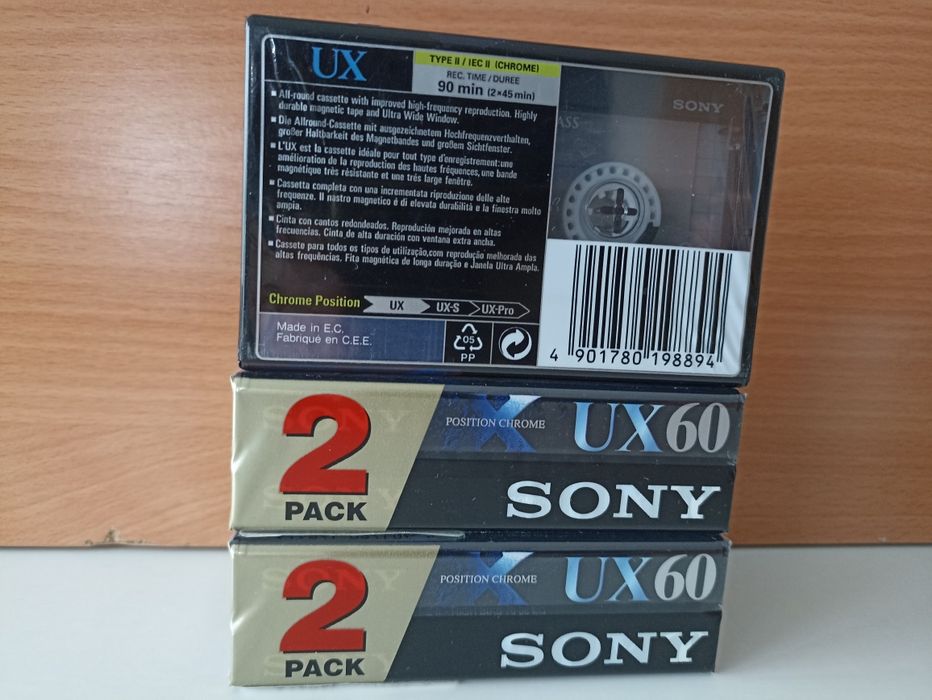 UX
TYPE II / IEC II (CHROME)
REC. TIME / DUREE
90 min (2×45 min)
SONY
▪ All-round cassette with improved high-frequency reproduction. Highly
durable magnetic tape and Ultra Wide Window.
▪ Die Allround-Cassette mit ausgezeichnetem Hochfrequenzverhalten,
großer Haltbarkeit des Magnetbandes und großem Sichtfenster.
▪ L'UX est la cassette idéale pour tout type d'enregistrement:une
amélioration de la reproduction des hautes fréquences, une bande
magnétique très résistente et une très large fenêtre.
▪ Cassetta completa con una incrementata riproduzione delle alte
frequenze. Il nastro magnetico è di elevata durabilità e la finestra molto
ampia.
▪ Cinta con cantos redondeados. Reproducción mejorada en altas
frecuencias. Cinta de alta duración con ventana extra ancha.
▪ Cassete para todos os tipos de utilização,com reprodução melhorada das
altas frequências. Fita magnética de longa duração e Janela Ultra Ampla.
Chrome Position UX UX-S UX-Pro
Made in E.C.
Fabriqué en C.E.E.
05
PP
4 901780 198894
2
PACK
POSITION CHROME
UX60
SONY
2
PACK
POSITION CHROME
UX60
SONY